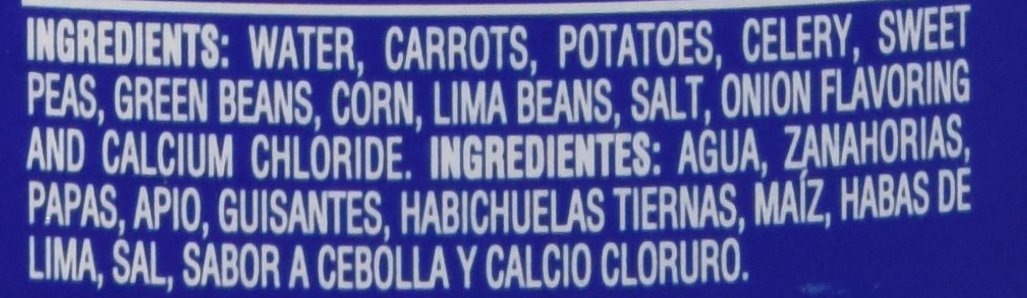 INGREDIENTS: WATER, CARROTS, POTATOES, CELERY, SWEET
PEAS, GREEN BEANS, CORN, LIMA BEANS, SALT, ONION FLAVORING
AND CALCIUM CHLORIDE. INGREDIENTES: AGUA, ZANAHORIAS,
PAPAS, APIO, GUISANTES, HABICHUELAS TIERNAS, MAÍZ, HABAS DE
LIMA, SAL, SABOR A CEBOLLA Y CALCIO CLORURO.